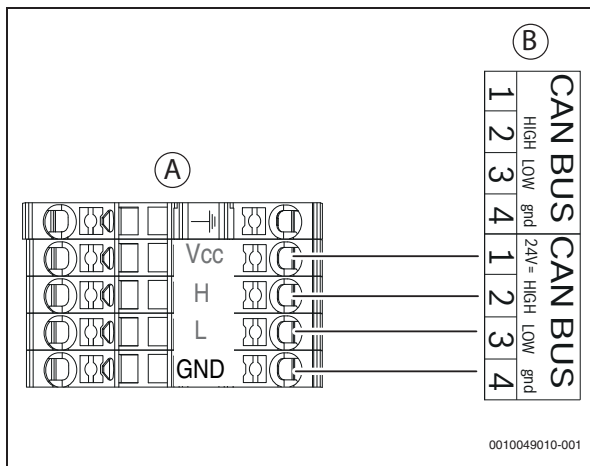 B
A
CAN BUS
HIGH LOW gnd
1 2 3 4
CAN BUS
24V= HIGH LOW gnd
1 2 3 4
Vcc
H
L
GND
0010049010-001